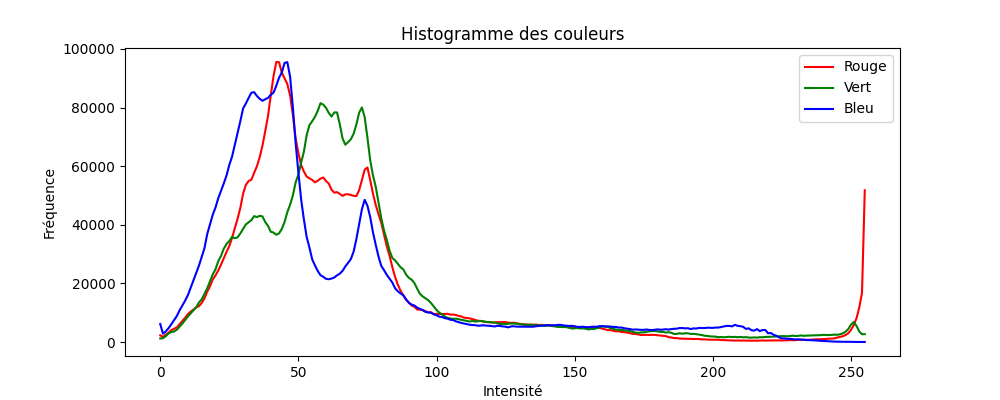 Histogramme des couleurs
100000
80000
60000
40000
20000
0
Fréquence
0 50 100 150 200 250
Intensité
Rouge
Vert
Bleu